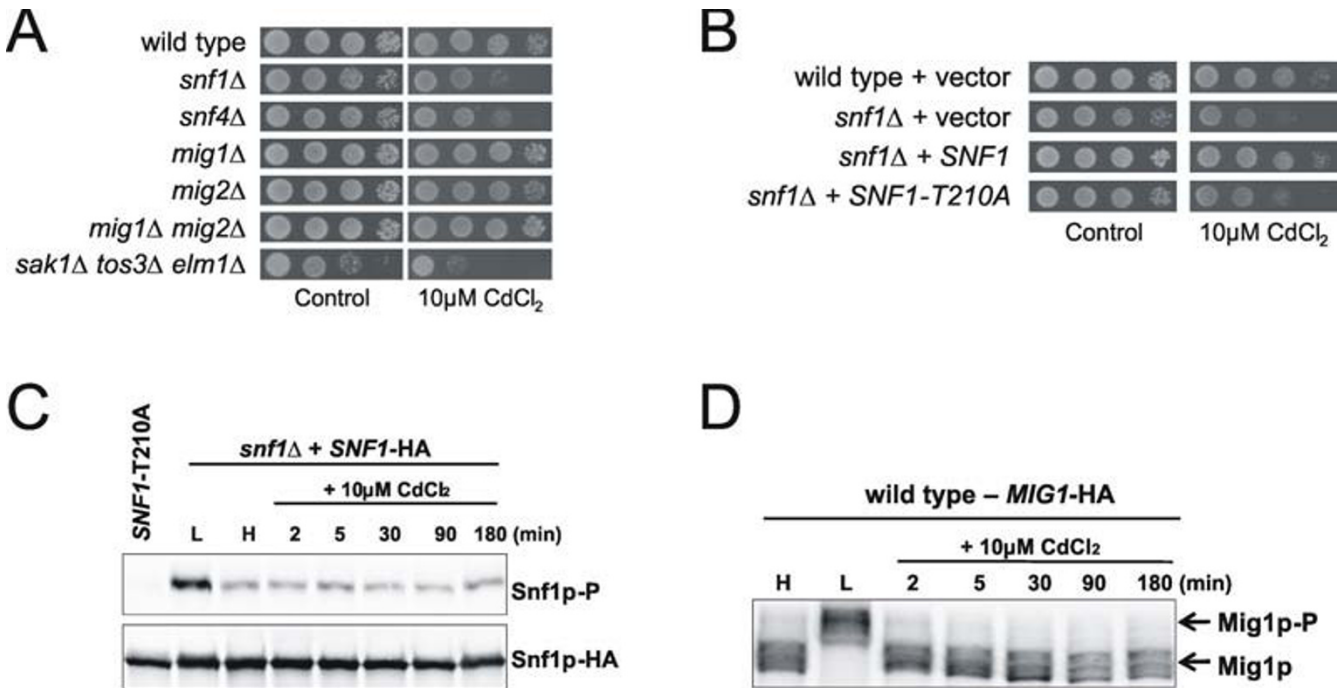 A
wild type
snf1Δ
snf4Δ
mig1Δ
mig2Δ
mig1Δ mig2Δ
sak1Δ tos3Δ elm1Δ
Control
10µM CdCl₂
B
wild type + vector
snf1Δ + vector
snf1Δ + SNF1
snf1Δ + SNF1-T210A
Control
10µM CdCl₂
C
SNF1-T210A
snf1Δ + SNF1-HA
+ 10µM CdCl₂
L H 2 5 30 90 180 (min)
Snf1p-P
Snf1p-HA
D
wild type – MIG1-HA
+ 10µM CdCl₂
H L 2 5 30 90 180 (min)
Mig1p-P
Mig1p